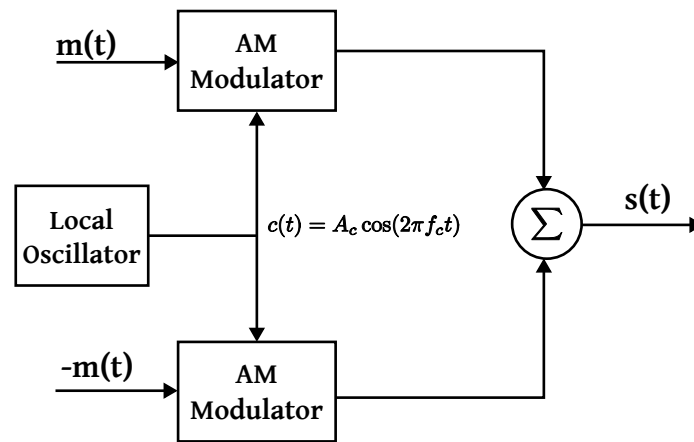 m(t)
AM
Modulator
Local
Oscillator
c(t) = A_c cos(2πf_c t)
Σ
s(t)
-m(t)
AM
Modulator